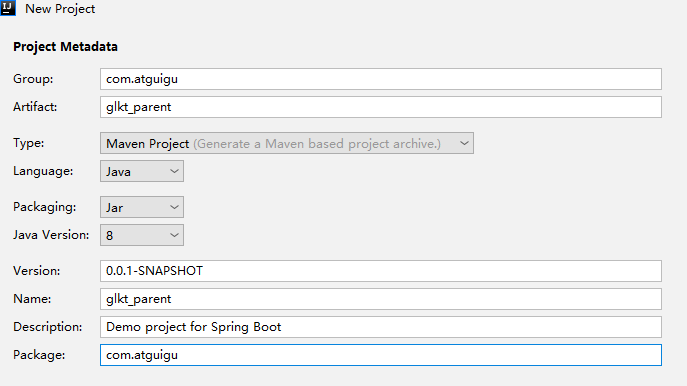 IJ New Project
Project Metadata
Group: com.atguigu
Artifact: glkt_parent
Type: Maven Project (Generate a Maven based project archive.)
Language: Java
Packaging: Jar
Java Version: 8
Version: 0.0.1-SNAPSHOT
Name: glkt_parent
Description: Demo project for Spring Boot
Package: com.atguigu